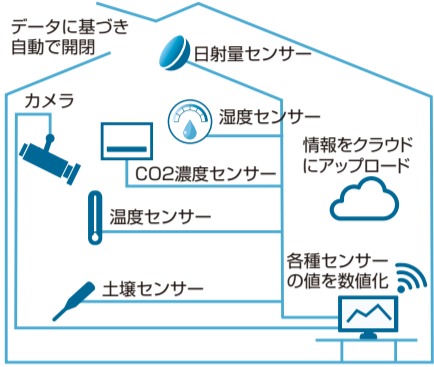 データに基づき
自動で開閉
日射量センサー
カメラ
湿度センサー
情報をクラウド
にアップロード
CO2濃度センサー
温度センサー
各種センサー
の値を数値化
土壌センサー